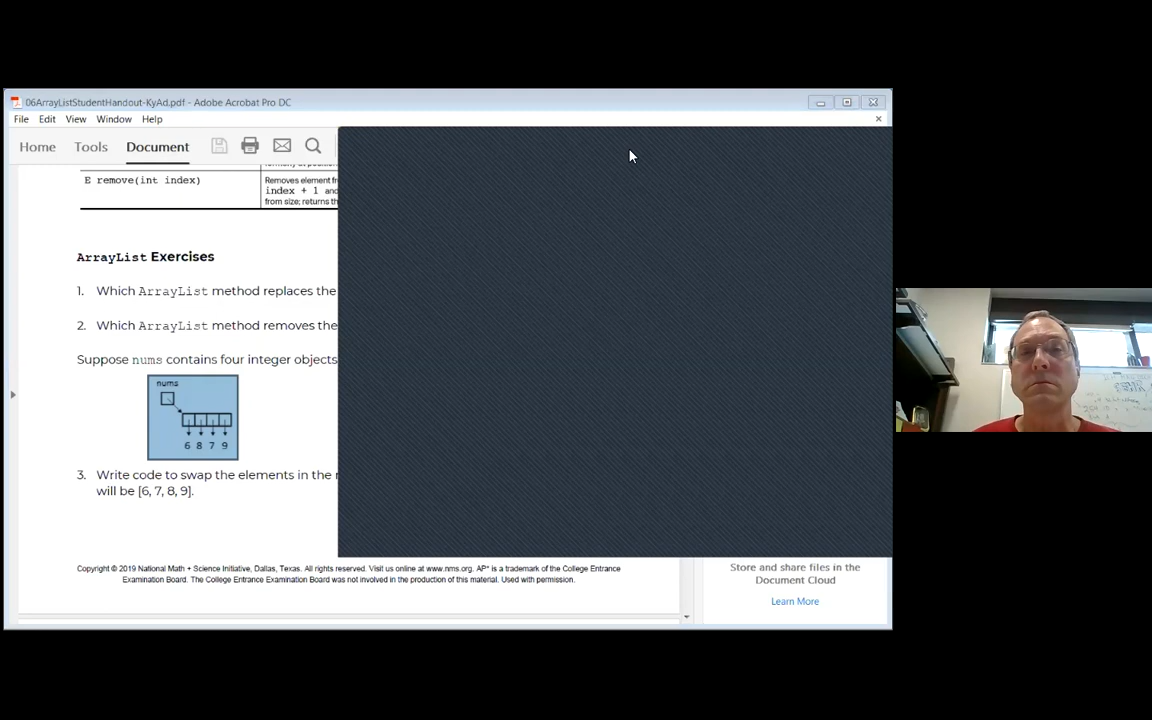 06ArrayListStudentHandout-KyAd.pdf - Adobe Acrobat Pro DC
File Edit View Window Help
Home Tools Document
E remove(int index)
Removes element fr
index + 1 and
from size; returns th
ArrayList Exercises
1. Which ArrayList method replaces the
2. Which ArrayList method removes the
Suppose nums contains four integer objects
nums
6 8 7 9
3. Write code to swap the elements in the
will be [6, 7, 8, 9].
Copyright © 2019 National Math + Science Initiative, Dallas, Texas. All rights reserved. Visit us online at www.nms.org. AP® is a trademark of the College Entrance
Examination Board. The College Entrance Examination Board was not involved in the production of this material. Used with permission.
Store and share files in the
Document Cloud
Learn More